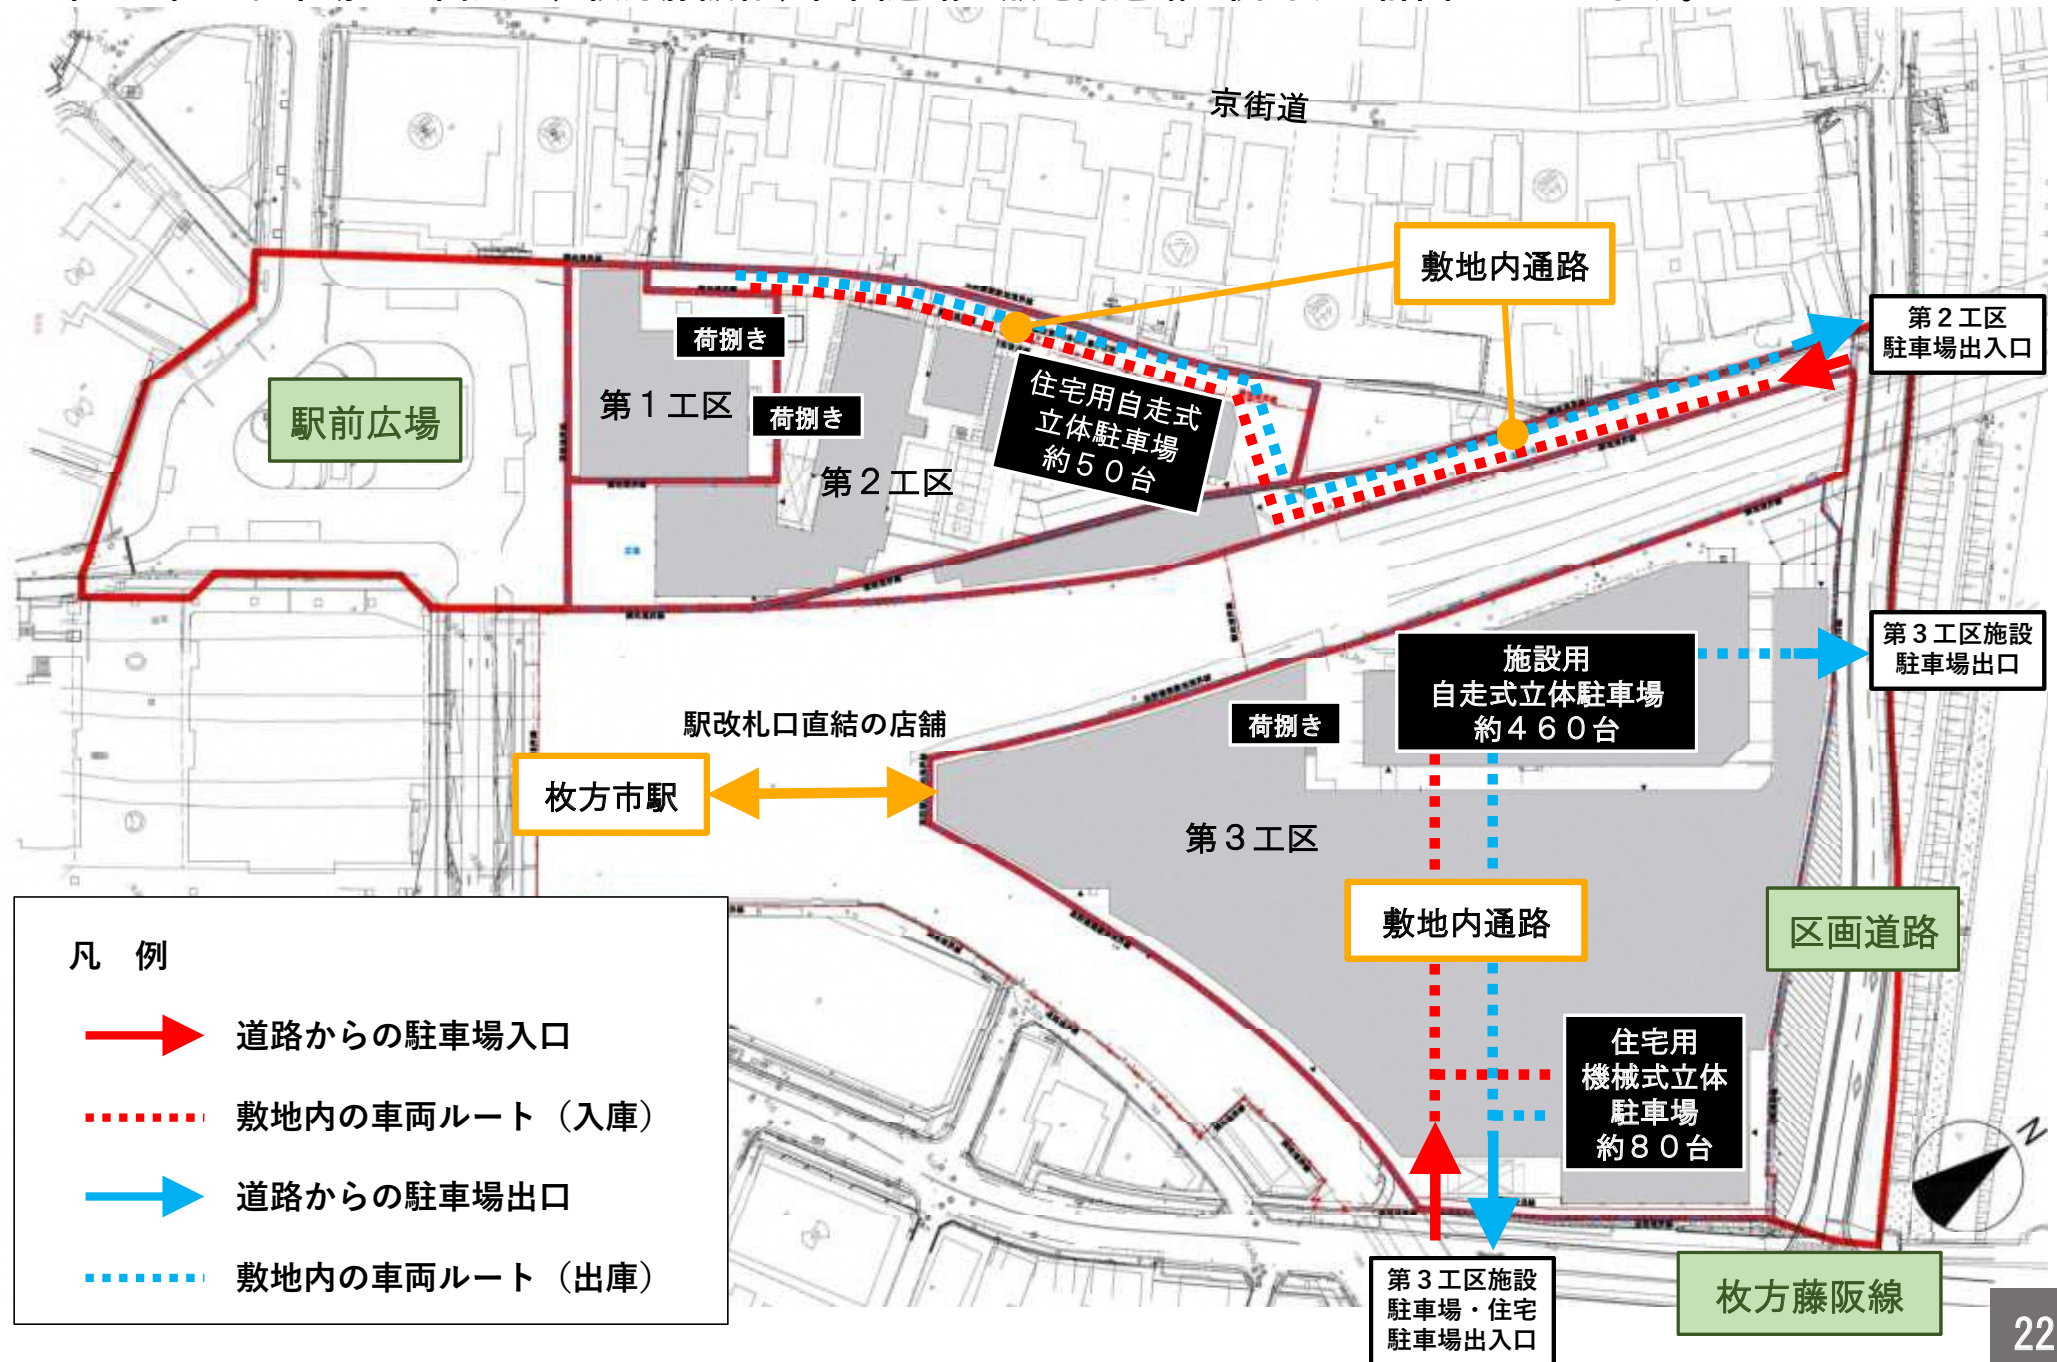 京街道
敷地内通路
第２工区
駐車場出入口
荷捌き
第１工区
荷捌き
駅前広場
住宅用自走式
立体駐車場
約５０台
第２工区
第３工区施設
駐車場出口
施設用
自走式立体駐車場
約４６０台
荷捌き
駅改札口直結の店舗
枚方市駅
第３工区
敷地内通路
区画道路
凡　例
道路からの駐車場入口
敷地内の車両ルート（入庫）
道路からの駐車場出口
敷地内の車両ルート（出庫）
住宅用
機械式立体
駐車場
約８０台
N
第３工区施設
駐車場・住宅
駐車場出入口
枚方藤阪線
22